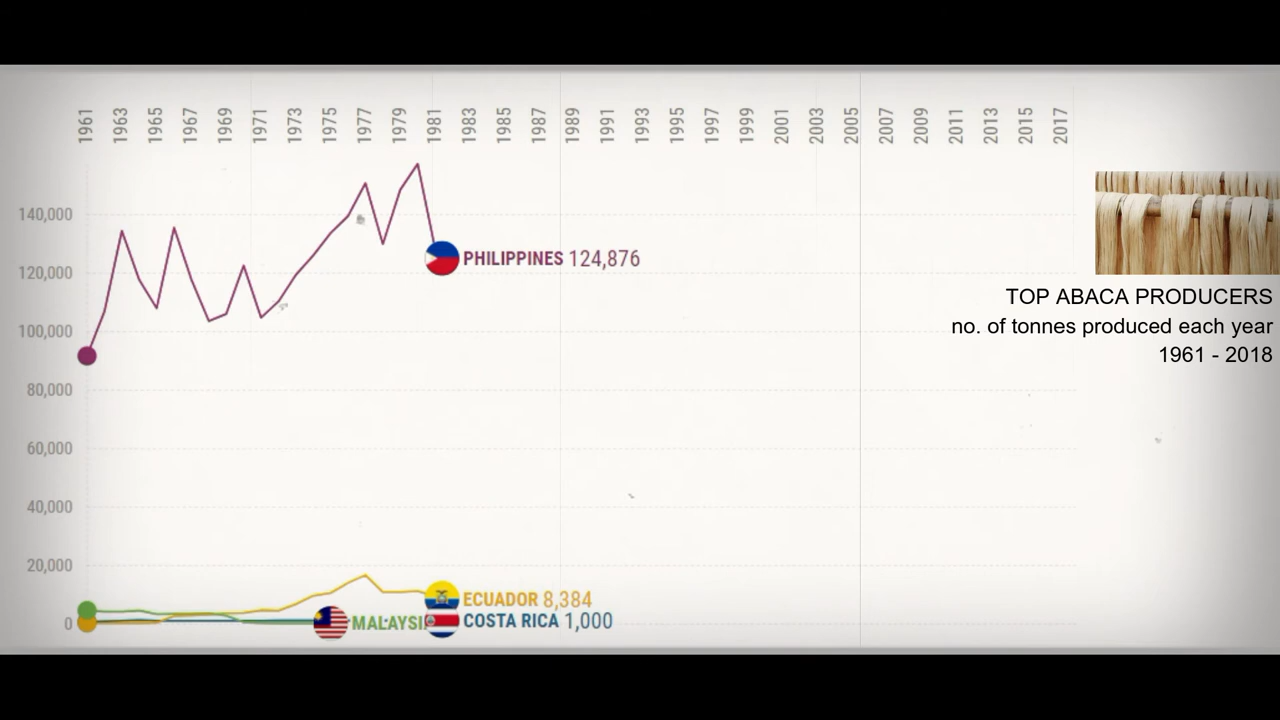 1961 1963 1965 1967 1969 1971 1973 1975 1977 1979 1981 1983 1985 1987 1989 1991 1993 1995 1997 1999 2001 2003 2005 2007 2009 2011 2013 2015 2017
140,000
120,000
100,000
80,000
60,000
40,000
20,000
0
PHILIPPINES 124,876
ECUADOR 8,384
MALAYSI
COSTA RICA 1,000
TOP ABACA PRODUCERS
no. of tonnes produced each year
1961 - 2018